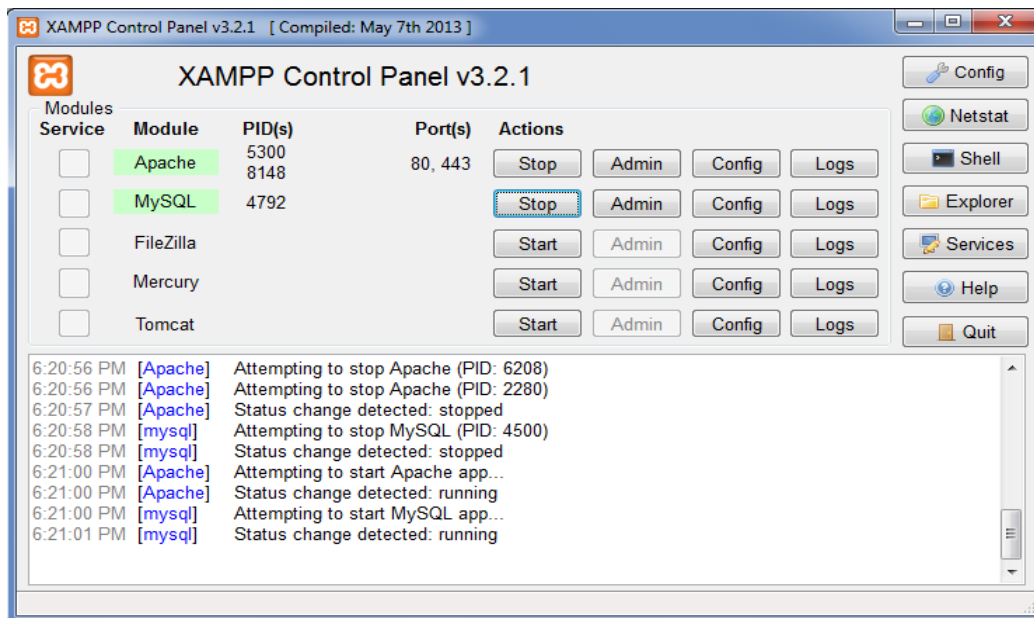 XAMPP Control Panel v3.2.1 [ Compiled: May 7th 2013 ]
XAMPP Control Panel v3.2.1
Config
Modules
Service Module PID(s) Port(s) Actions
Netstat
Apache 5300 8148 80, 443 Stop Admin Config Logs
Shell
MySQL 4792 Stop Admin Config Logs
Explorer
FileZilla Start Admin Config Logs
Services
Mercury Start Admin Config Logs
Help
Tomcat Start Admin Config Logs
Quit
6:20:56 PM [Apache] Attempting to stop Apache (PID: 6208)
6:20:56 PM [Apache] Attempting to stop Apache (PID: 2280)
6:20:57 PM [Apache] Status change detected: stopped
6:20:58 PM [mysql] Attempting to stop MySQL (PID: 4500)
6:20:58 PM [mysql] Status change detected: stopped
6:21:00 PM [Apache] Attempting to start Apache app...
6:21:00 PM [Apache] Status change detected: running
6:21:00 PM [mysql] Attempting to start MySQL app...
6:21:01 PM [mysql] Status change detected: running